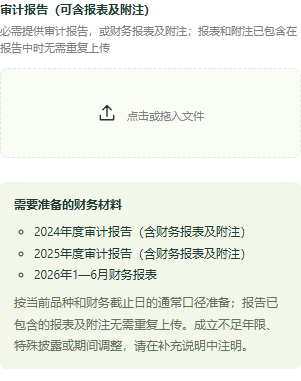 审计报告（可含报表及附注）
必需提供审计报告，或财务报表及附注；报表和附注已包含在
报告中时无需重复上传
点击或拖入文件
需要准备的财务材料
2024年度审计报告（含财务报表及附注）
2025年度审计报告（含财务报表及附注）
2026年1—6月财务报表
按当前品种和财务截止日的通常口径准备；报告已
包含的报表及附注无需重复上传。成立不足年限、
特殊披露或期间调整，请在补充说明中注明。